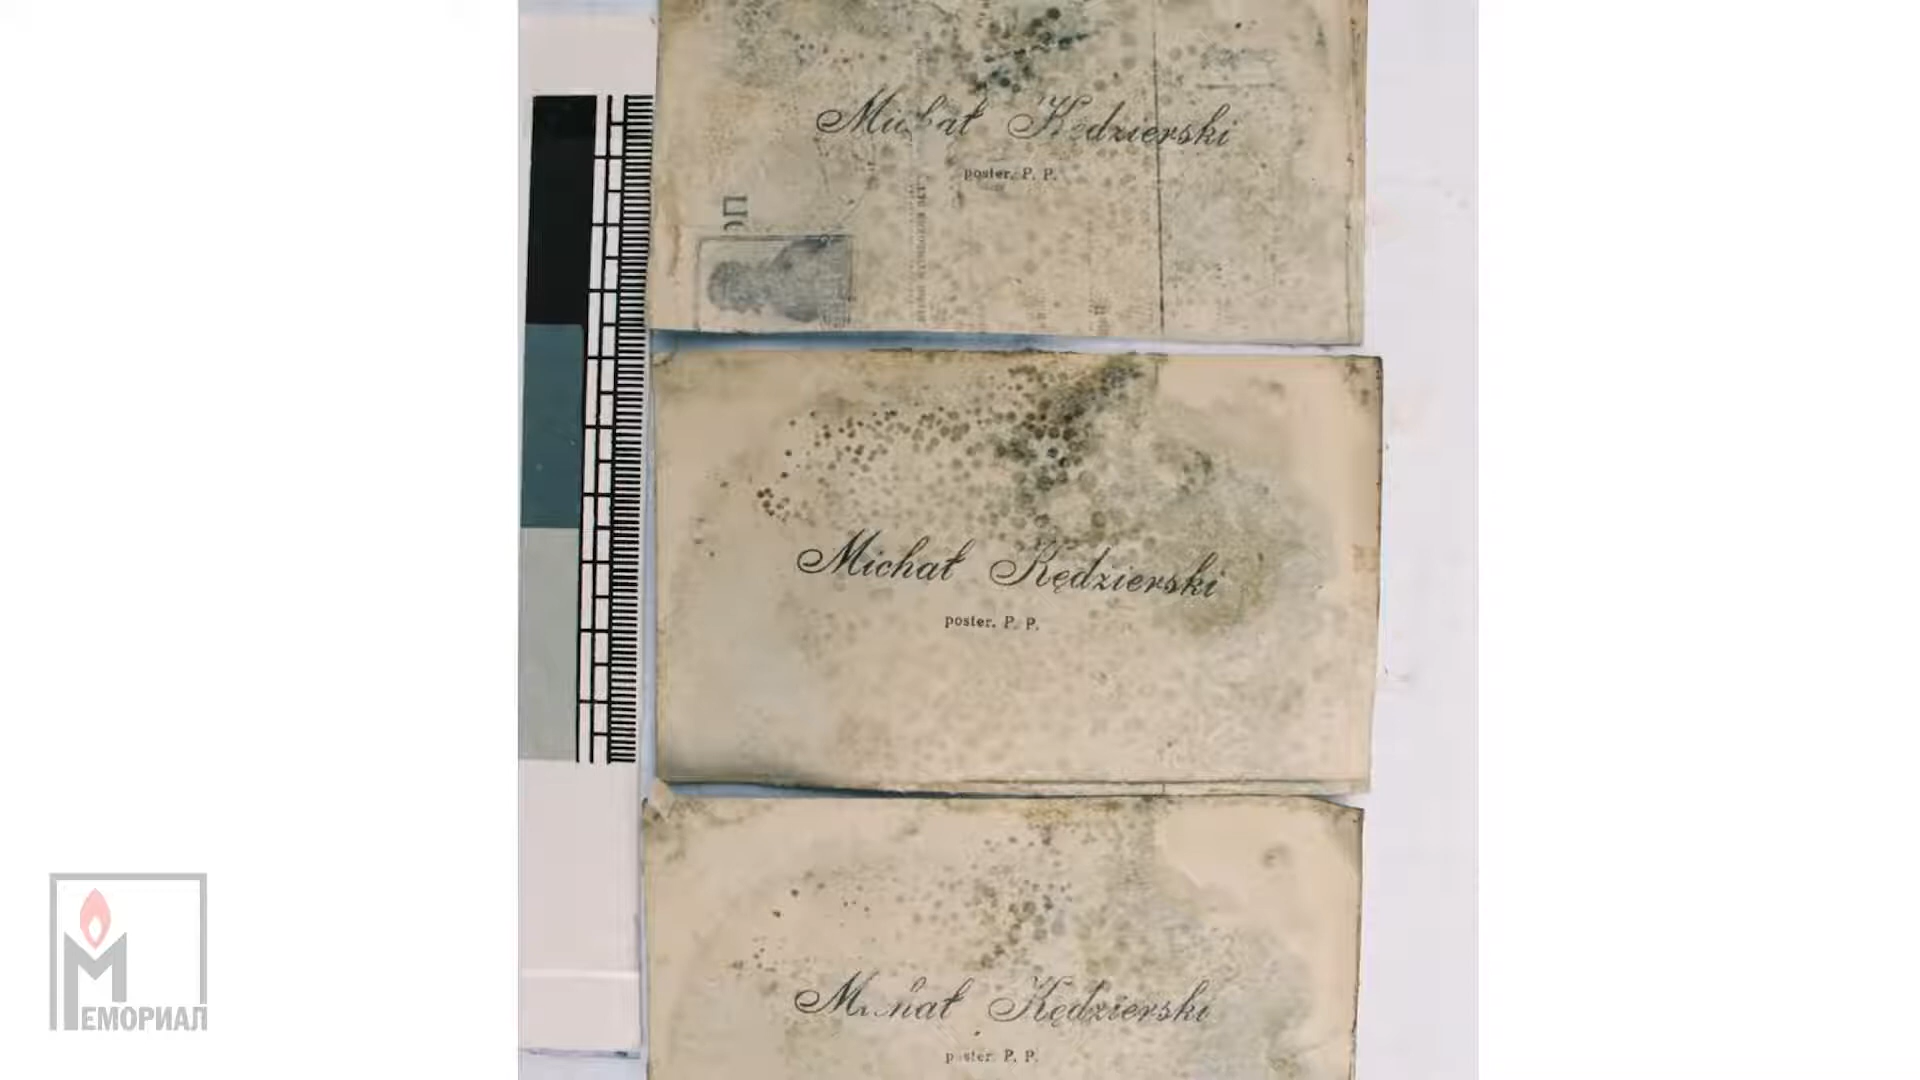 Michał Kędzierski
poster. P. P.
Michał Kędzierski
poster. P. P.
Michał Kędzierski
poster. P. P.
МЕМОРИАЛ